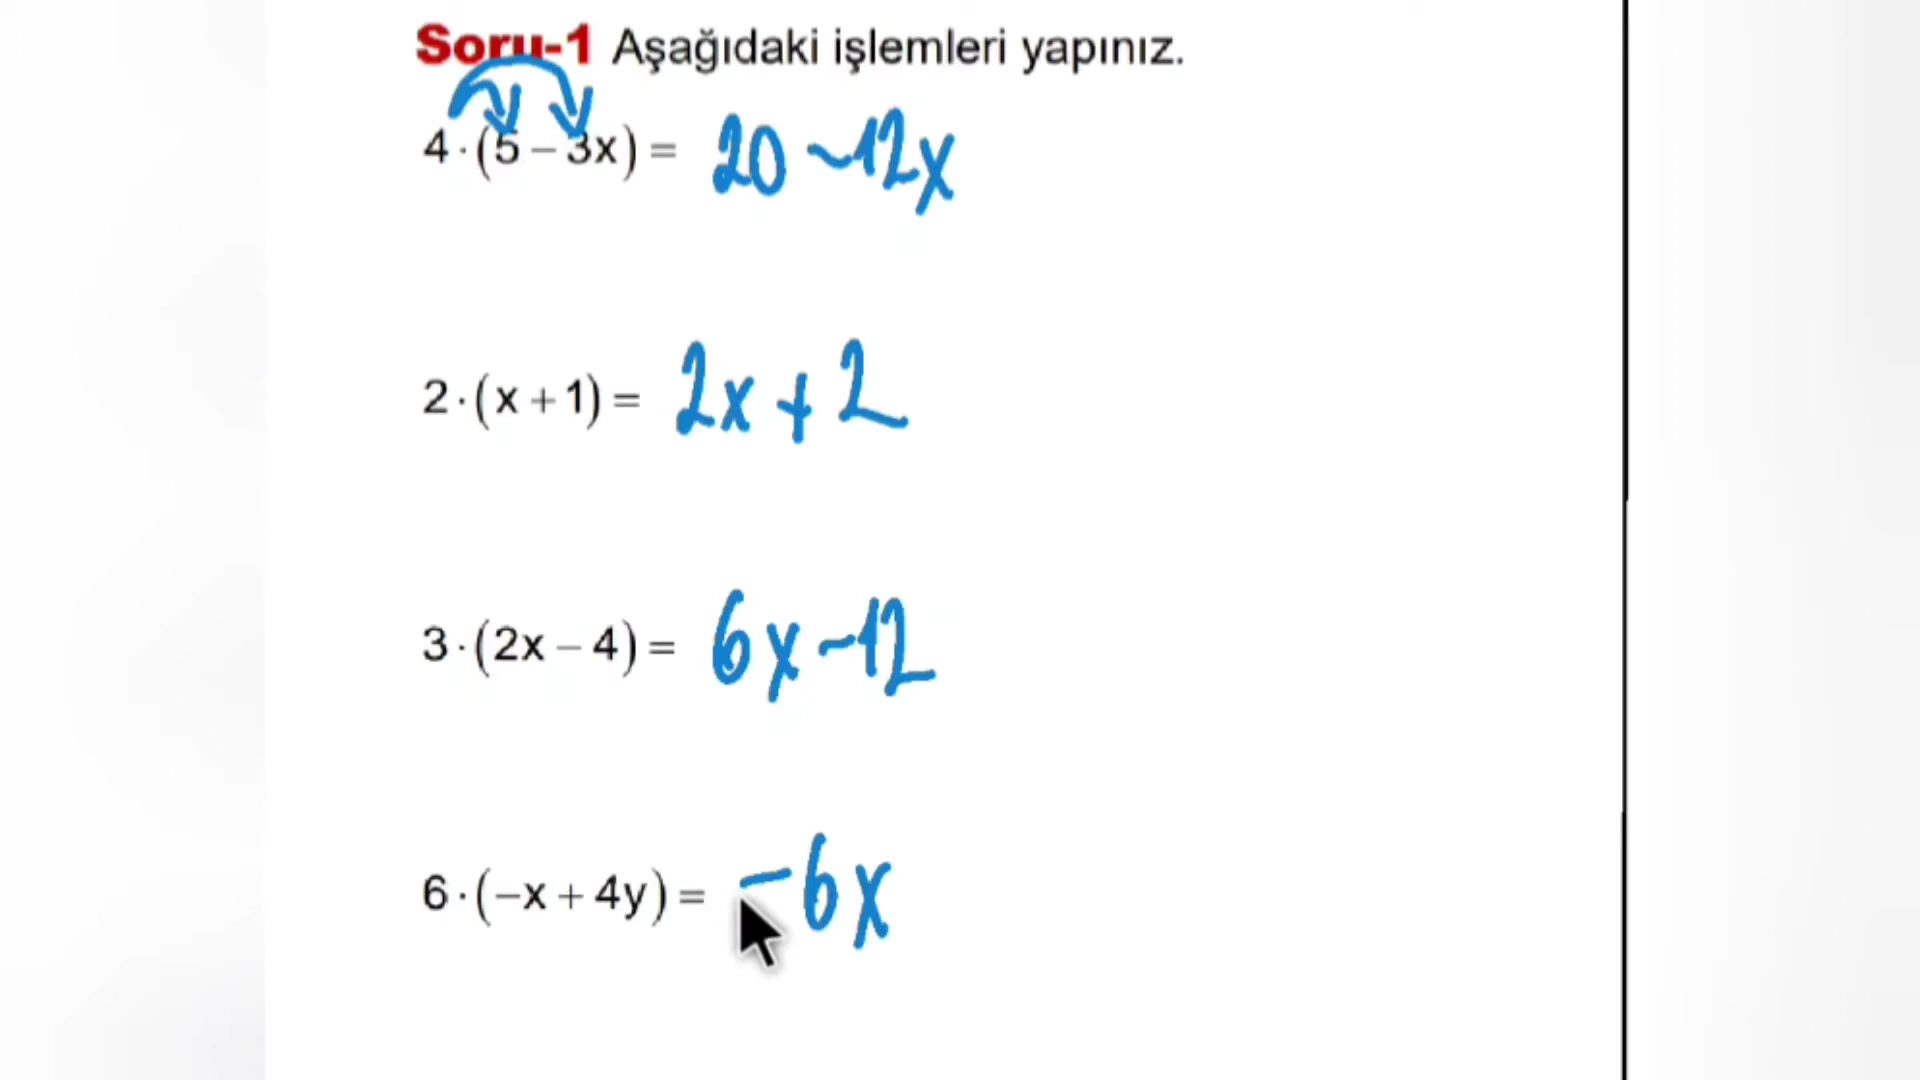 Soru-1 Aşağıdaki işlemleri yapınız.
4·(5 – 3x) = 20 - 12x
2·(x + 1) = 2x + 2
3·(2x – 4) = 6x - 12
6·(–x + 4y) = -6x